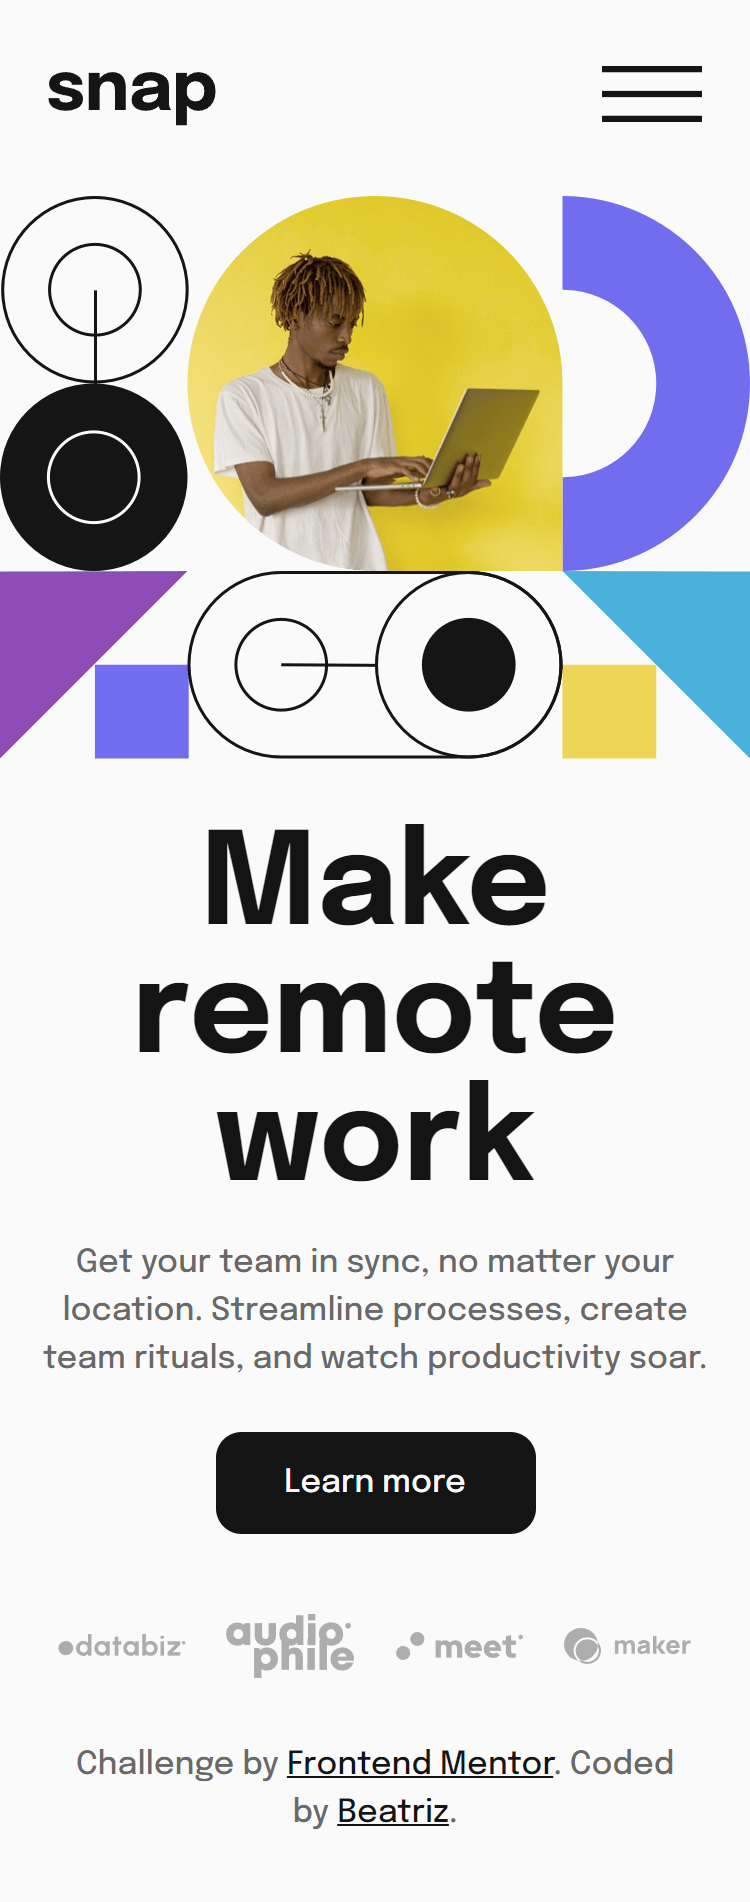 snap
Make
remote
work
Get your team in sync, no matter your
location. Streamline processes, create
team rituals, and watch productivity soar.
Learn more
databiz
audio
phile
meet
maker
Challenge by Frontend Mentor. Coded
by Beatriz.